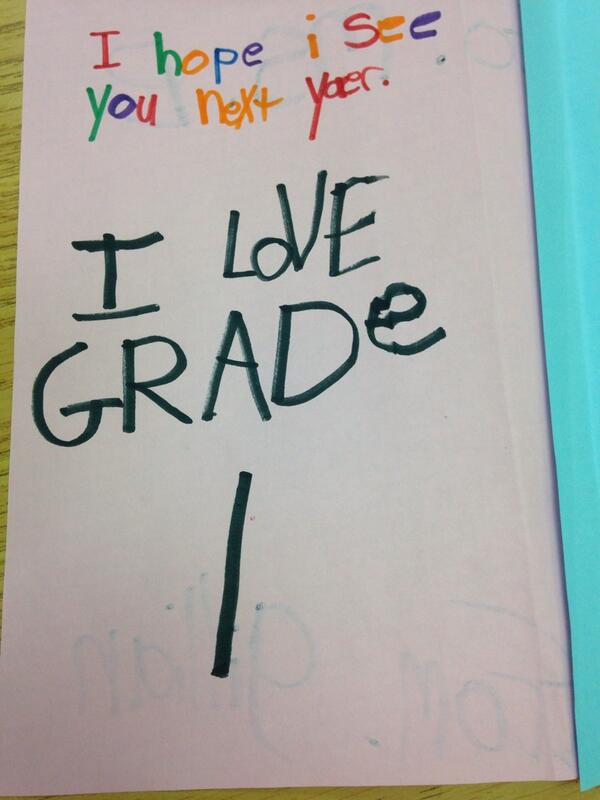 I hope i see
you next yaer.
I LOVE
GRADe
1